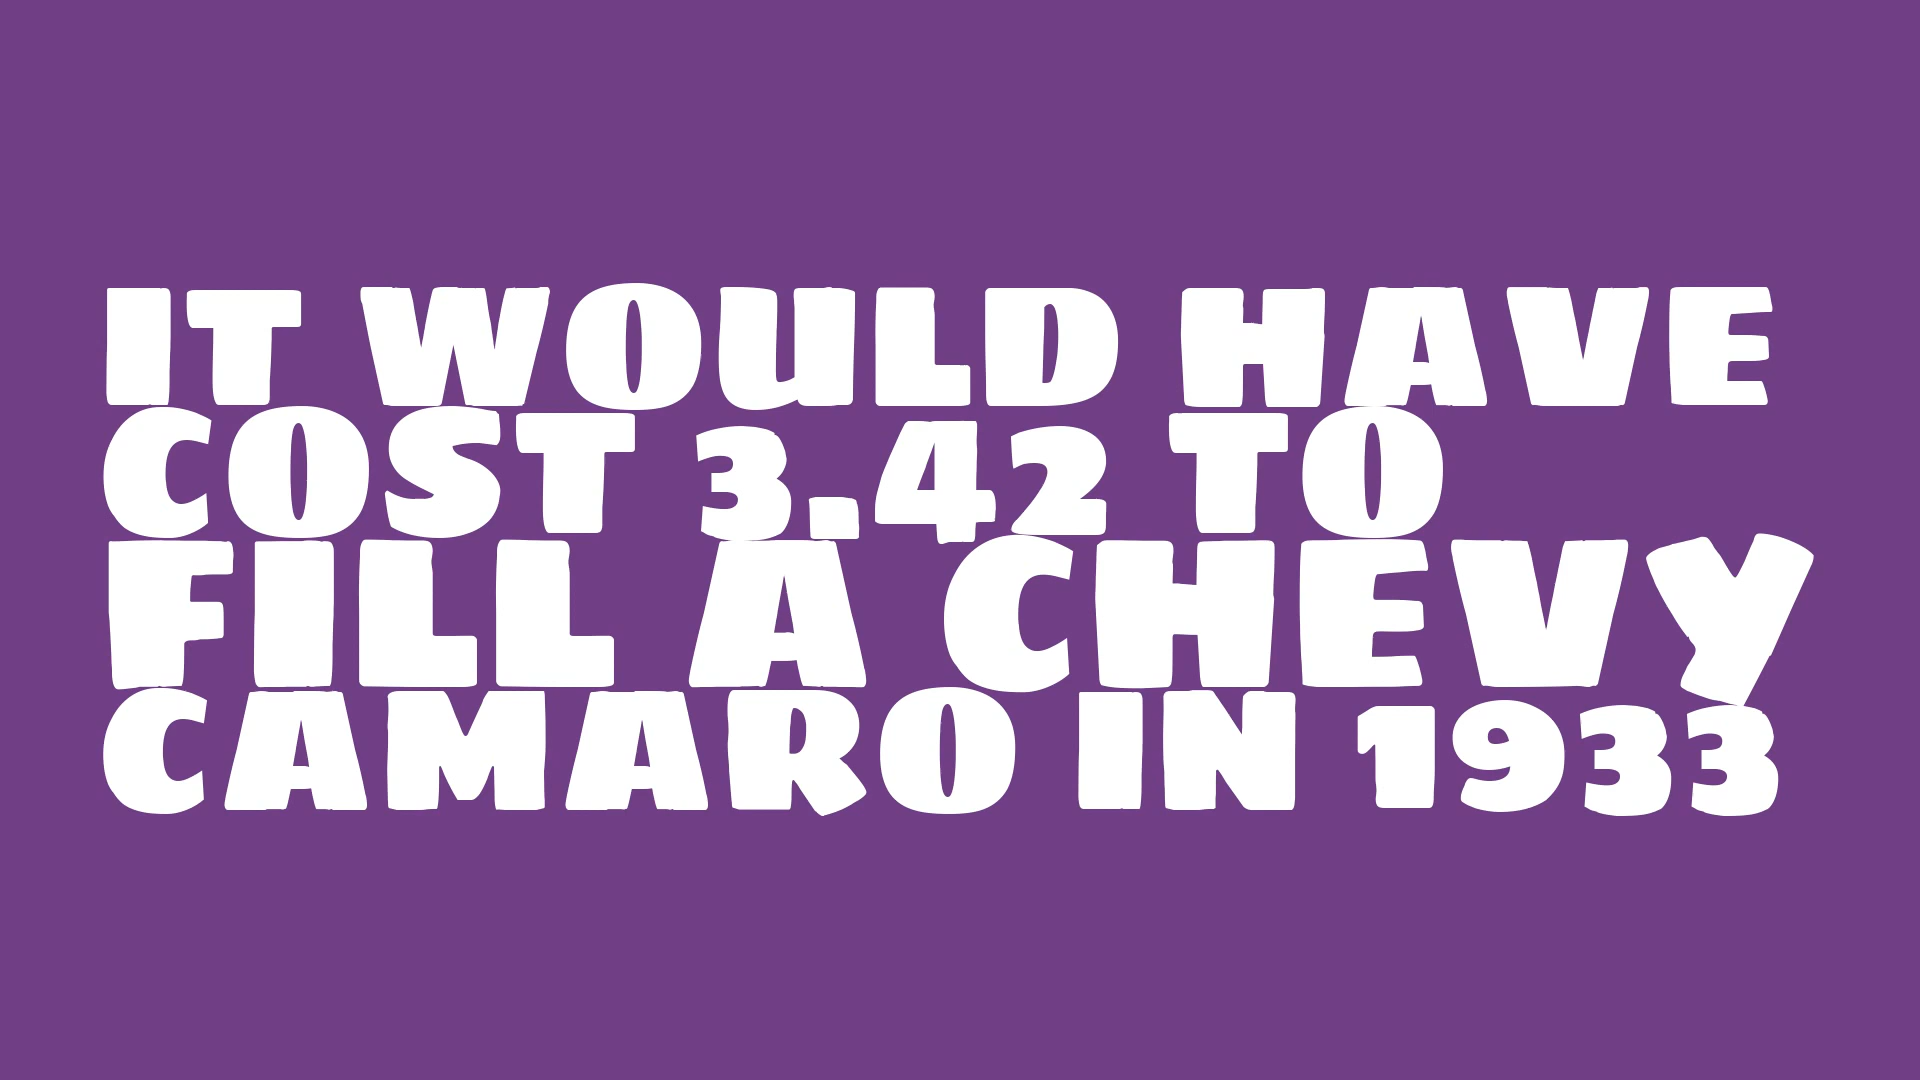 IT WOULD HAVE
COST 3.42 TO
FILL A CHEVY
CAMARO IN 1933